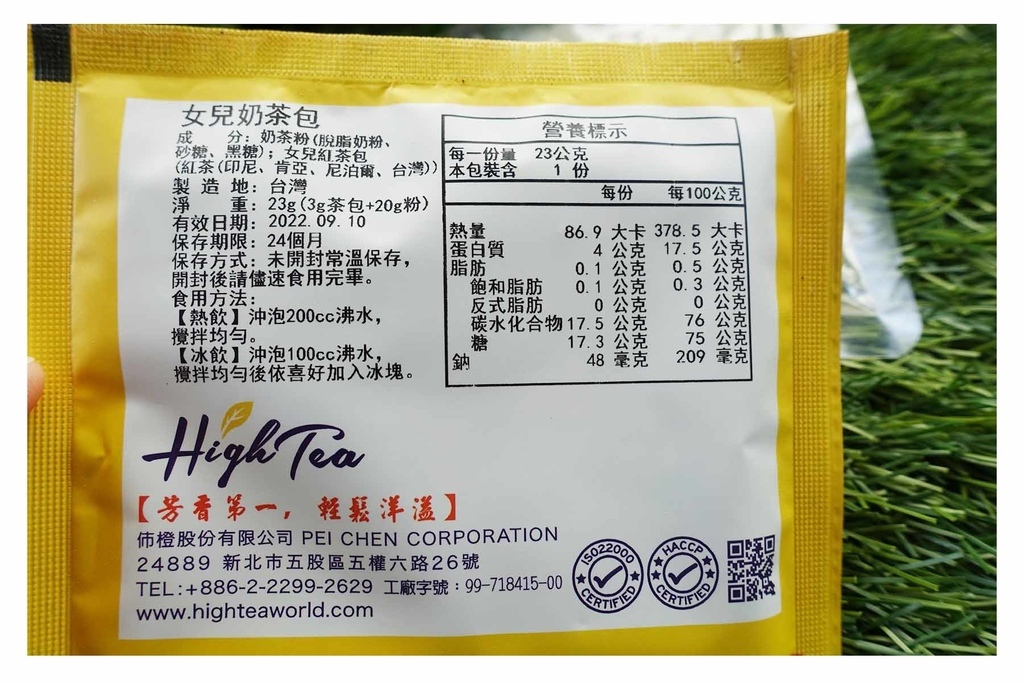 女兒奶茶包
成 分: 奶茶粉(脫脂奶粉、
砂糖、黑糖); 女兒紅茶包
(紅茶(印尼、肯亞、尼泊爾、台灣))
製 造 地: 台灣
淨 重: 23g(3g茶包+20g粉)
有效日期: 2022.09.10
保存期限: 24個月
保存方式: 未開封常溫保存,
開封後請儘速食用完畢。
食用方法:
【熱飲】沖泡200cc沸水,
攪拌均勻。
【冰飲】沖泡100cc沸水,
攪拌均勻後依喜好加入冰塊。
營養標示
每一份量 23公克
本包裝含 1 份
每份 每100公克
熱量 86.9 大卡 378.5 大卡
蛋白質 4 公克 17.5 公克
脂肪 0.1 公克 0.5 公克
飽和脂肪 0.1 公克 0.3 公克
反式脂肪 0 公克 0 公克
碳水化合物 17.5 公克 76 公克
糖 17.3 公克 75 公克
鈉 48 毫克 209 毫克
High Tea
【芳香第一, 輕鬆洋溢】
伂橙股份有限公司 PEI CHEN CORPORATION
24889 新北市五股區五權六路26號
TEL:+886-2-2299-2629 工廠字號:99-718415-00
www.highteaworld.com
ISO22000
CERTIFIED
HACCP
CERTIFIED